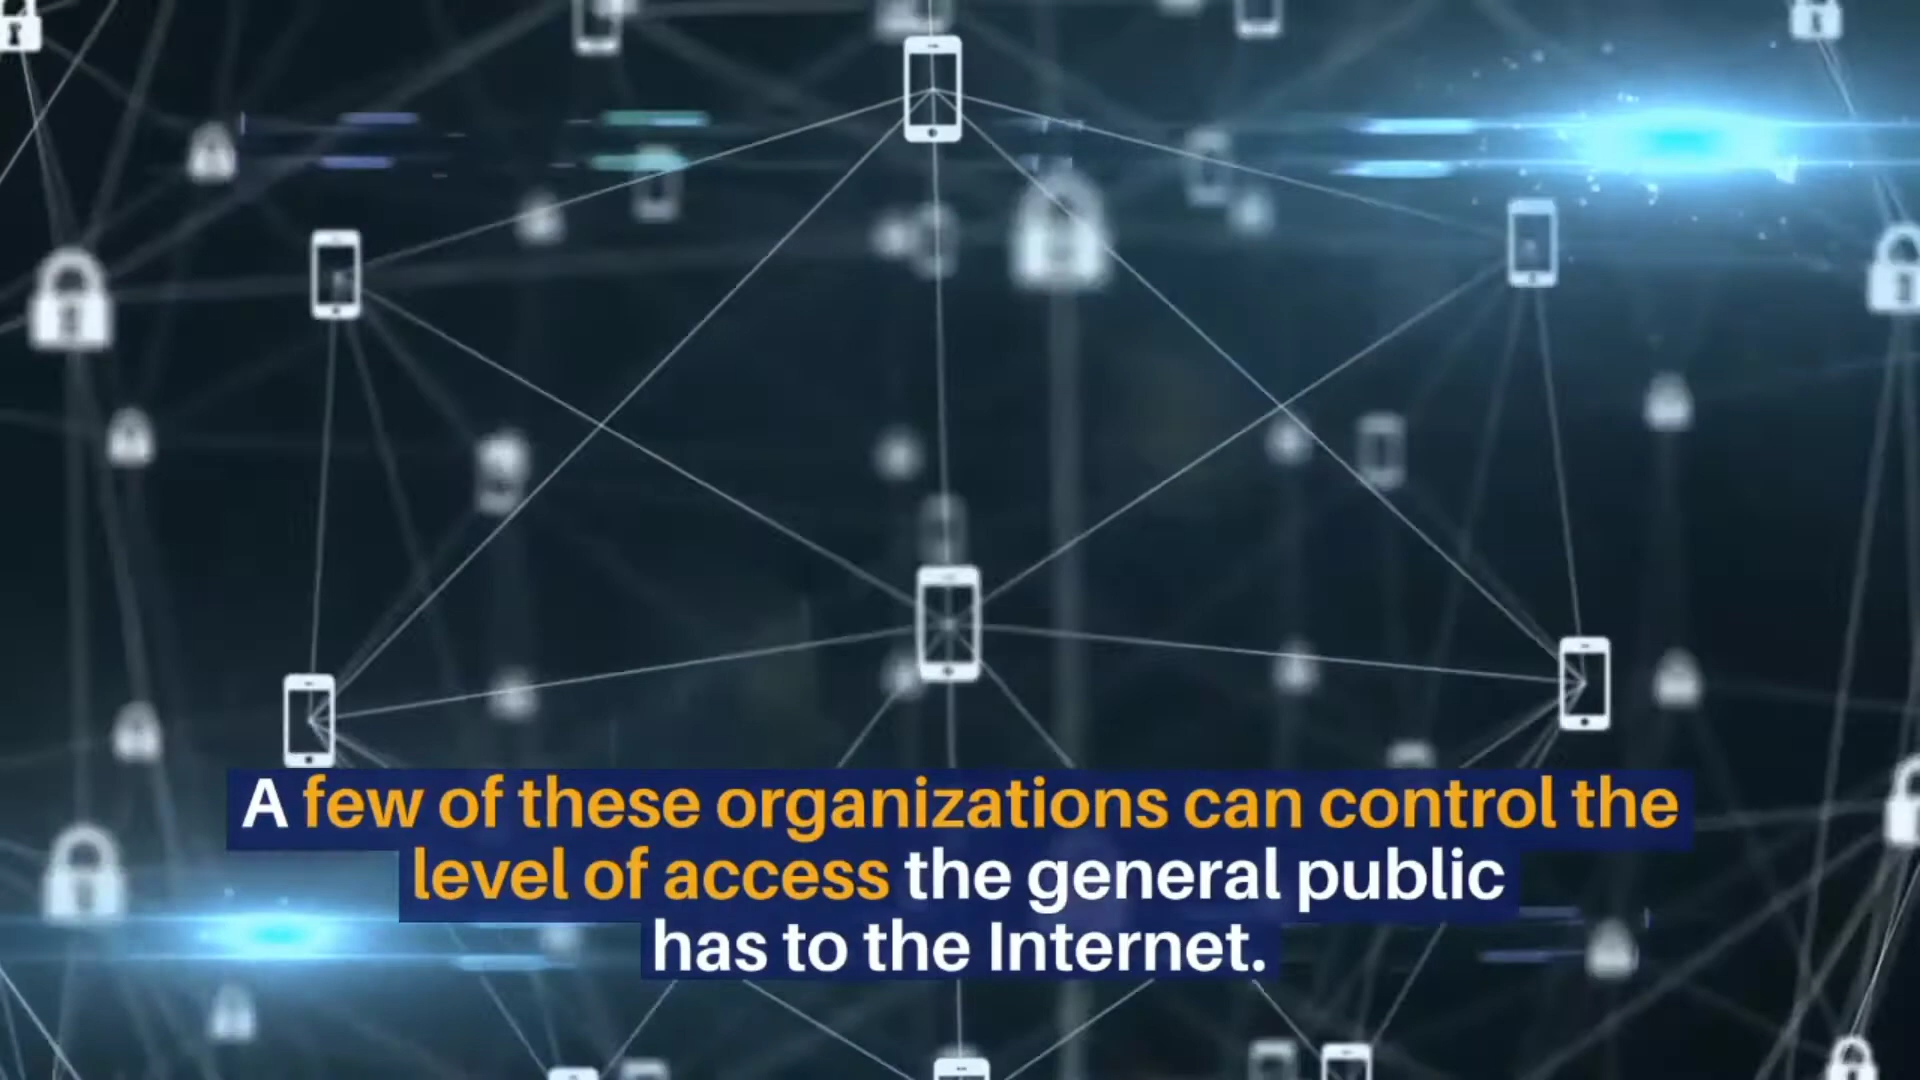 A few of these organizations can control the
level of access the general public
has to the Internet.